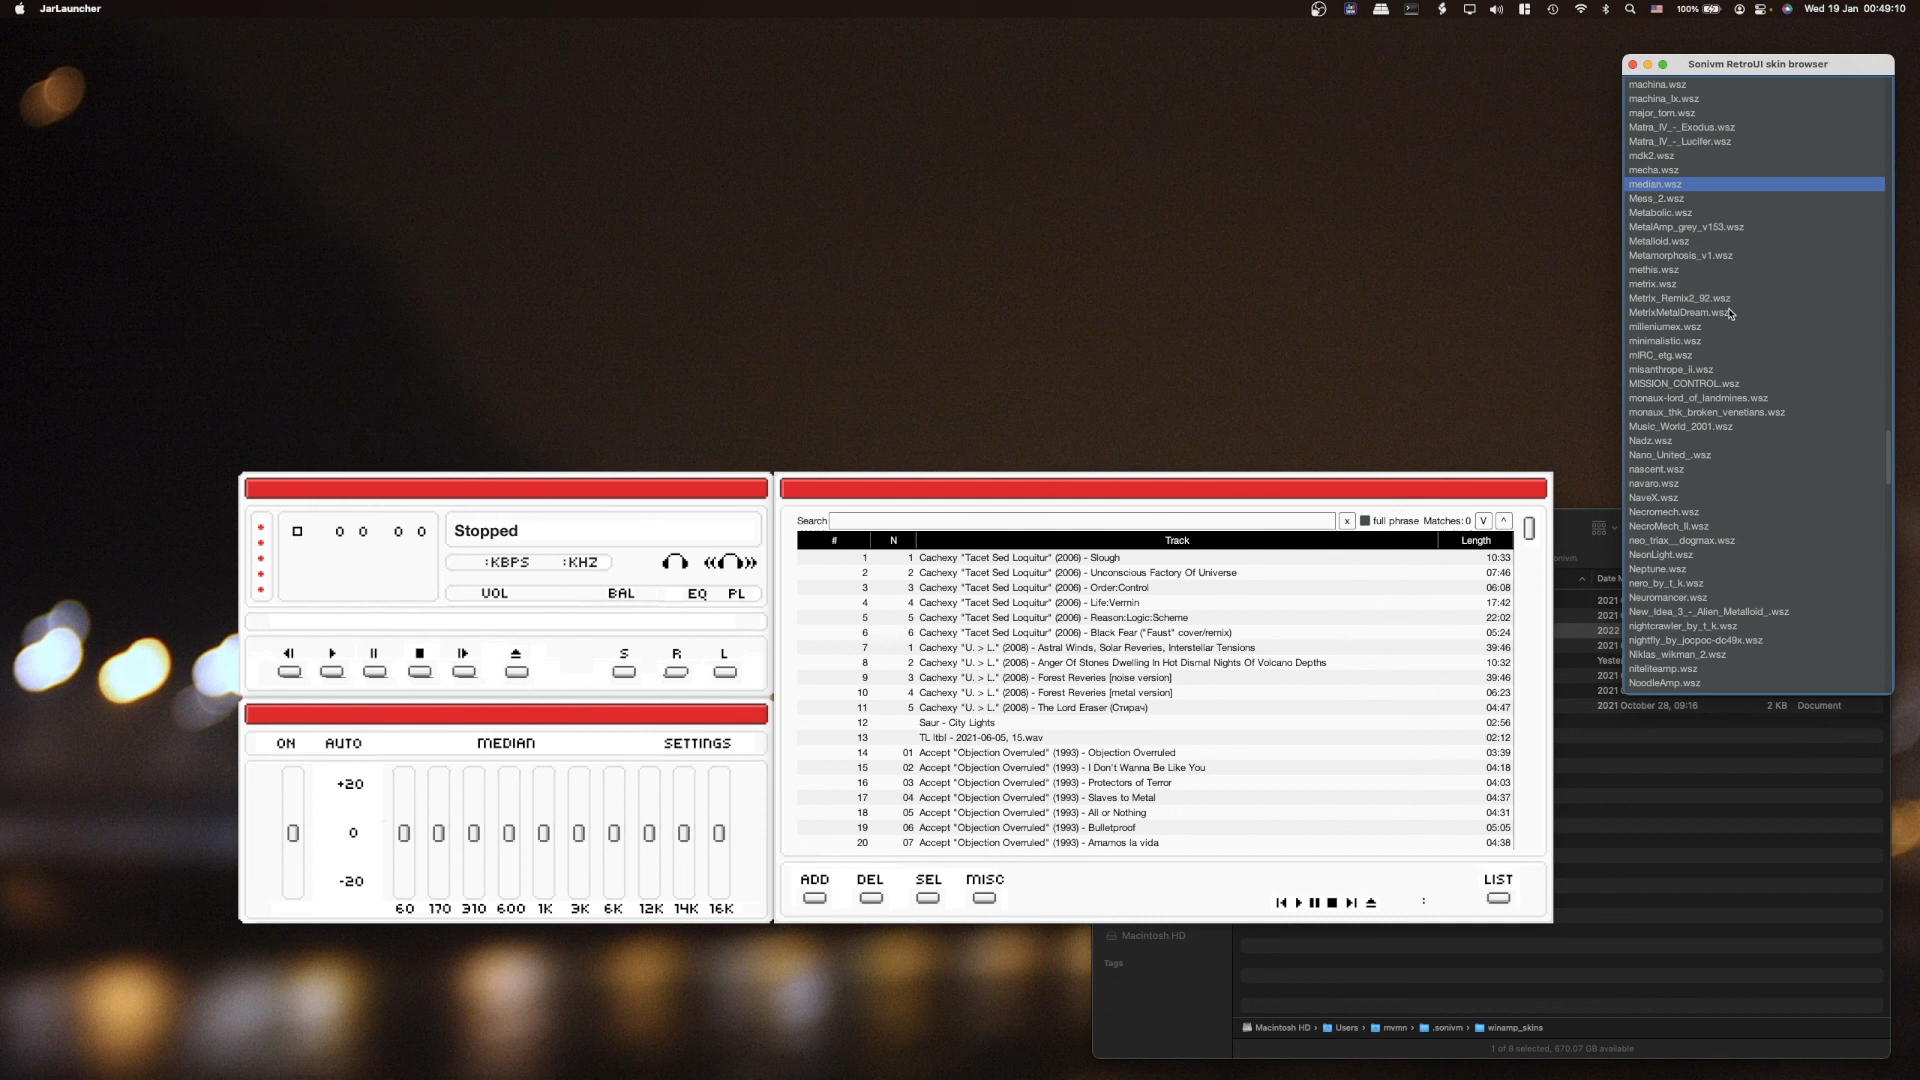 JarLauncher
100%
Wed 19 Jan 00:49:10
Sonivm RetroUI skin browser
machina.wsz
machina_lx.wsz
major_tom.wsz
Matra_IV_-_Exodus.wsz
Matra_IV_-_Lucifer.wsz
mdk2.wsz
mecha.wsz
median.wsz
Mess_2.wsz
Metabolic.wsz
MetalAmp_grey_v153.wsz
Metalloid.wsz
Metamorphosis_v1.wsz
methis.wsz
metrix.wsz
Metrix_Remix2_92.wsz
MetrixMetalDream.wsz
milleniumex.wsz
minimalistic.wsz
mIRC_etg.wsz
misanthrope_ii.wsz
MISSION_CONTROL.wsz
monaux-lord_of_landmines.wsz
monaux_thk_broken_venetians.wsz
Music_World_2001.wsz
Nadz.wsz
Nano_United_.wsz
nascent.wsz
navaro.wsz
NaveX.wsz
Necromech.wsz
NecroMech_II.wsz
neo_triax__dogmax.wsz
NeonLight.wsz
Neptune.wsz
nero_by_t_k.wsz
Neuromancer.wsz
New_Idea_3_-_Alien_Metalloid_.wsz
nightcrawler_by_t_k.wsz
nightfly_by_jocpoc-dc49x.wsz
Niklas_wikman_2.wsz
niteliteamp.wsz
NoodleAmp.wsz
0 0 0 0
Stopped
:KBPS :KHZ
VOL BAL EQ PL
S R L
ON AUTO MEDIAN SETTINGS
+20
0
-20
60 170 310 600 1K 3K 6K 12K 14K 16K
Search x full phrase Matches: 0 V ^
# N Track Length
1 1 Cachexy "Tacet Sed Loquitur" (2006) - Slough 10:33
2 2 Cachexy "Tacet Sed Loquitur" (2006) - Unconscious Factory Of Universe 07:46
3 3 Cachexy "Tacet Sed Loquitur" (2006) - Order:Control 06:08
4 4 Cachexy "Tacet Sed Loquitur" (2006) - Life:Vermin 17:42
5 5 Cachexy "Tacet Sed Loquitur" (2006) - Reason:Logic:Scheme 22:02
6 6 Cachexy "Tacet Sed Loquitur" (2006) - Black Fear ("Faust" cover/remix) 05:24
7 1 Cachexy "U. > L." (2008) - Astral Winds, Solar Reveries, Interstellar Tensions 39:46
8 2 Cachexy "U. > L." (2008) - Anger Of Stones Dwelling In Hot Dismal Nights Of Volcano Depths 10:32
9 3 Cachexy "U. > L." (2008) - Forest Reveries [noise version] 39:46
10 4 Cachexy "U. > L." (2008) - Forest Reveries [metal version] 06:23
11 5 Cachexy "U. > L." (2008) - The Lord Eraser (Стирач) 04:47
12 Saur - City Lights 02:56
13 TL itbl - 2021-06-05, 15.wav 02:12
14 01 Accept "Objection Overruled" (1993) - Objection Overruled 03:39
15 02 Accept "Objection Overruled" (1993) - I Don't Wanna Be Like You 04:18
16 03 Accept "Objection Overruled" (1993) - Protectors of Terror 04:03
17 04 Accept "Objection Overruled" (1993) - Slaves to Metal 04:37
18 05 Accept "Objection Overruled" (1993) - All or Nothing 04:31
19 06 Accept "Objection Overruled" (1993) - Bulletproof 05:05
20 07 Accept "Objection Overruled" (1993) - Amamos la vida 04:38
ADD DEL SEL MISC : LIST
Date
2021
2021
2022
2021
Yeste
2021
2021
2021 October 28, 09:16 2 KB Document
Macintosh HD
Tags
Macintosh HD › Users › mvmn › .sonivm › winamp_skins
1 of 8 selected, 670.07 GB available